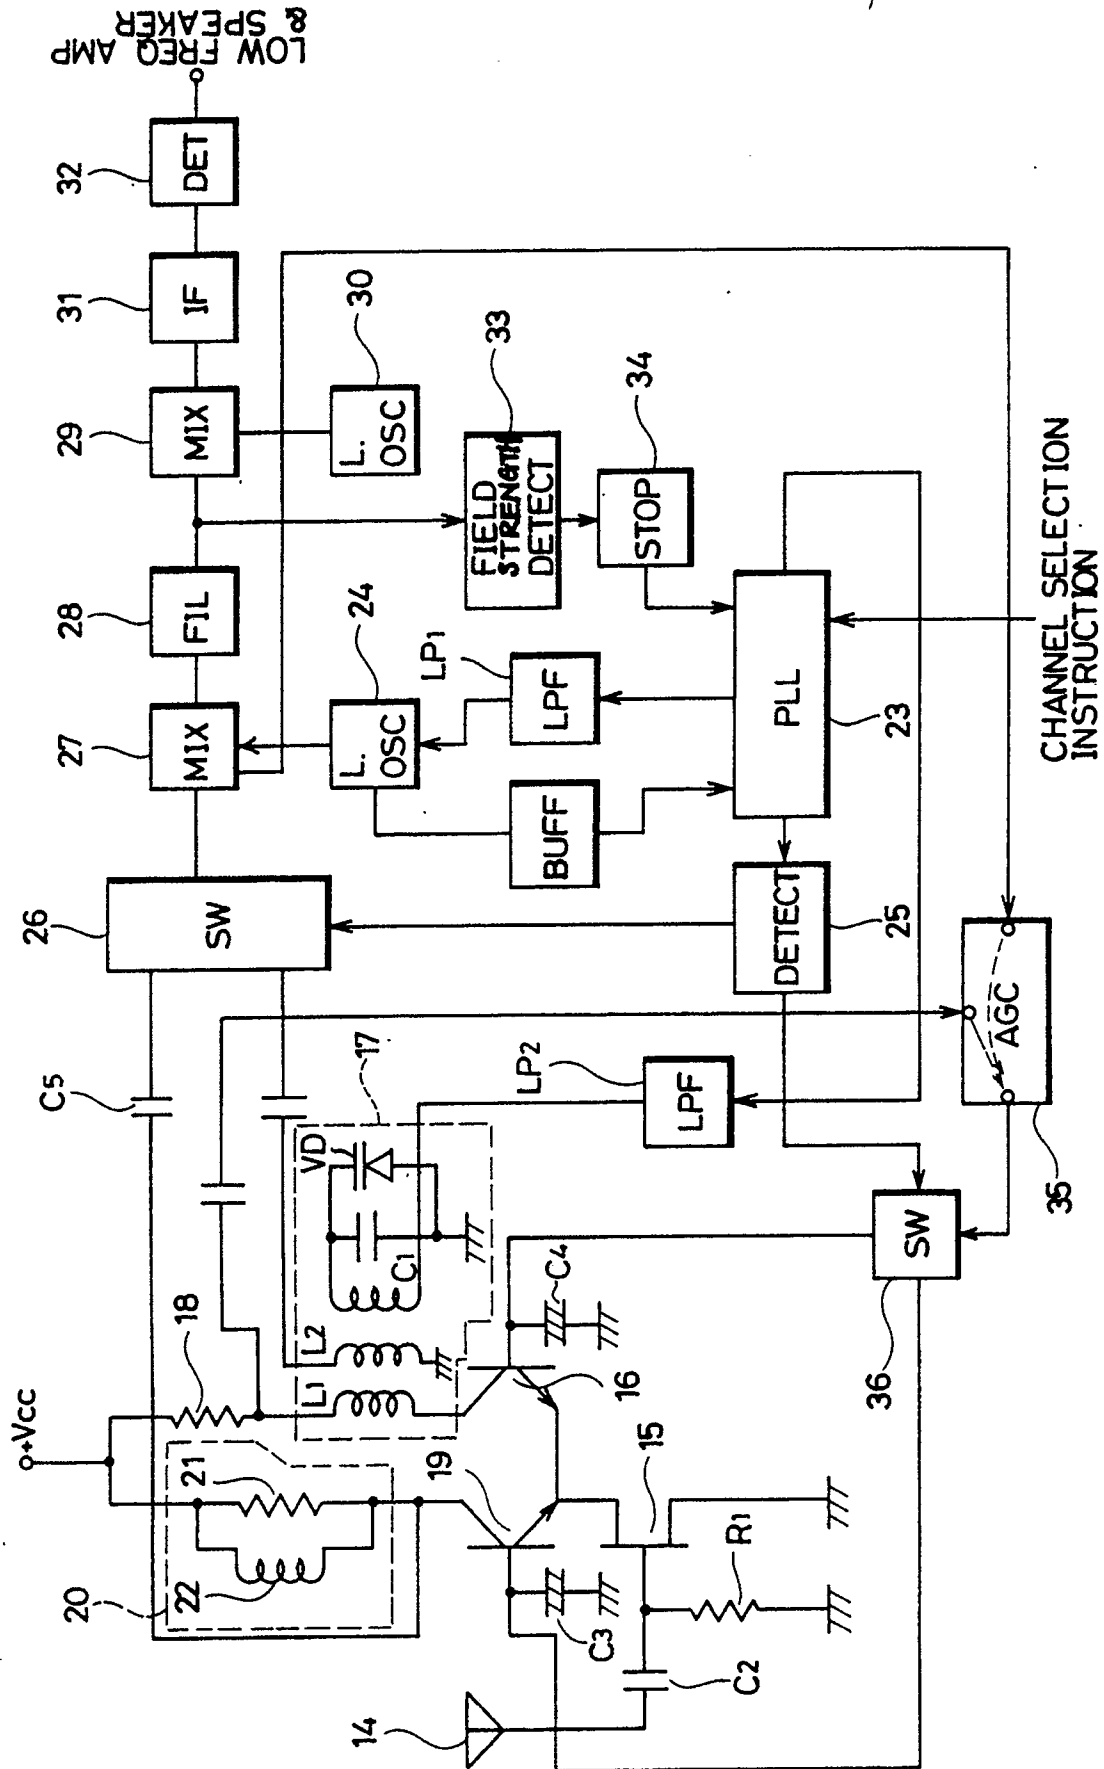 LOW FREQ AMP
& SPEAKER
DET
32
IF
31
MIX
29
L.
OSC
30
FIL
28
FIELD
STRENGTH
DETECT
33
STOP
34
MIX
27
L.
OSC
24
LPF
LP1
BUFF
PLL
23
CHANNEL SELECTION
INSTRUCTION
SW
26
DETECT
25
AGC
35
C5
17
VD
C1
LPF
LP2
SW
36
+Vcc
18
L1
L2
C4
16
21
22
20
19
15
C3
R1
C2
14